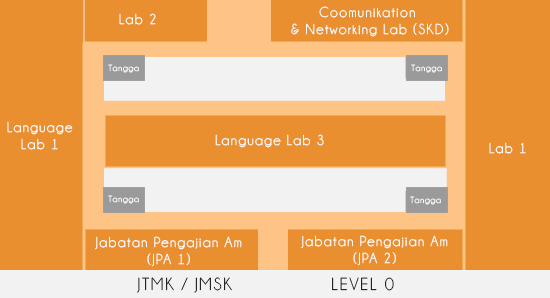 Lab 2
Coomunikation
& Networking Lab (SKD)
Tangga
Tangga
Language
Lab 1
Language Lab 3
Lab 1
Tangga
Tangga
Jabatan Pengajian Am
(JPA 1)
Jabatan Pengajian Am
(JPA 2)
JTMK / JMSK
LEVEL 0